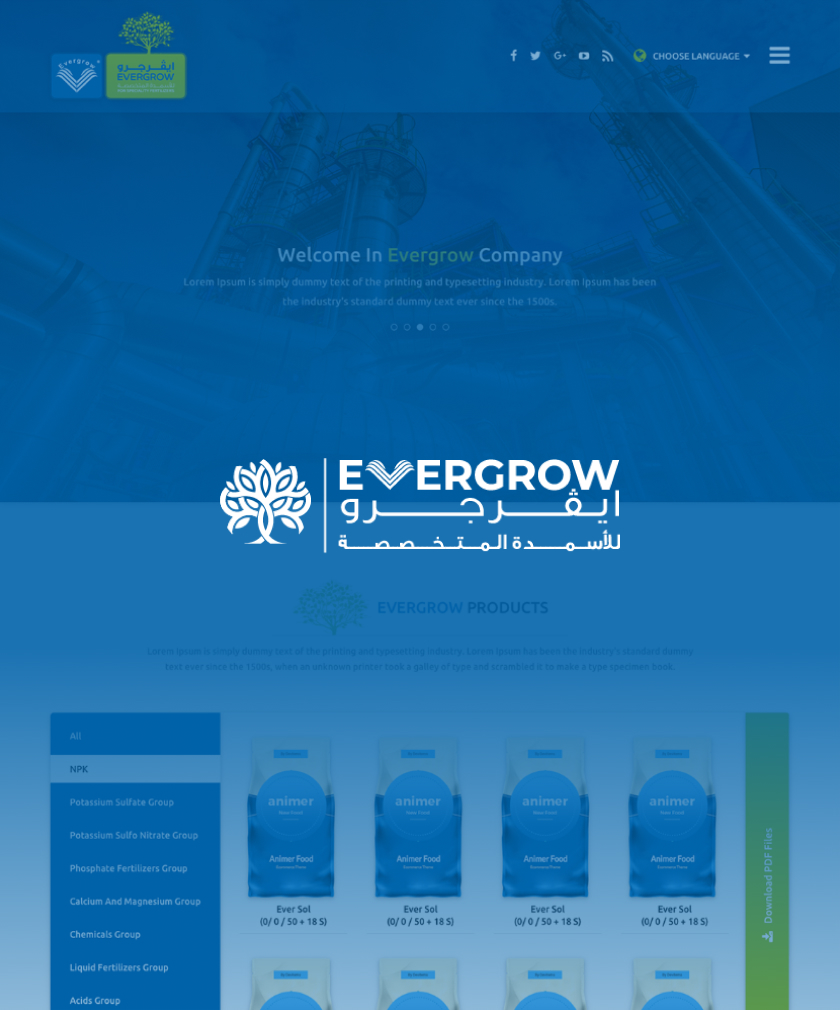 Evergrow
ايفرجرو
EVERGROW
CHOOSE LANGUAGE
Welcome In Evergrow Company
Lorem Ipsum is simply dummy text of the printing and typesetting industry. Lorem Ipsum has been
the industry's standard dummy text ever since the 1500s.
EVERGROW
ايڤرجرو
للأسمدة المتخصصة
EVERGROW PRODUCTS
Lorem Ipsum is simply dummy text of the printing and typesetting industry. Lorem Ipsum has been the industry's standard dummy
text ever since the 1500s, when an unknown printer took a galley of type and scrambled it to make a type specimen book.
All
NPK
Potassium Sulfate Group
Potassium Sulfo Nitrate Group
Phosphate Fertilizers Group
Calcium And Magnesium Group
Chemicals Group
Liquid Fertilizers Group
Acids Group
animer
Animer Food
Ever Sol
(0/ 0 / 50 + 18 S)
animer
Animer Food
Ever Sol
(0/ 0 / 50 + 18 S)
animer
Animer Food
Ever Sol
(0/ 0 / 50 + 18 S)
animer
Animer Food
Ever Sol
(0/ 0 / 50 + 18 S)
Download PDF Files